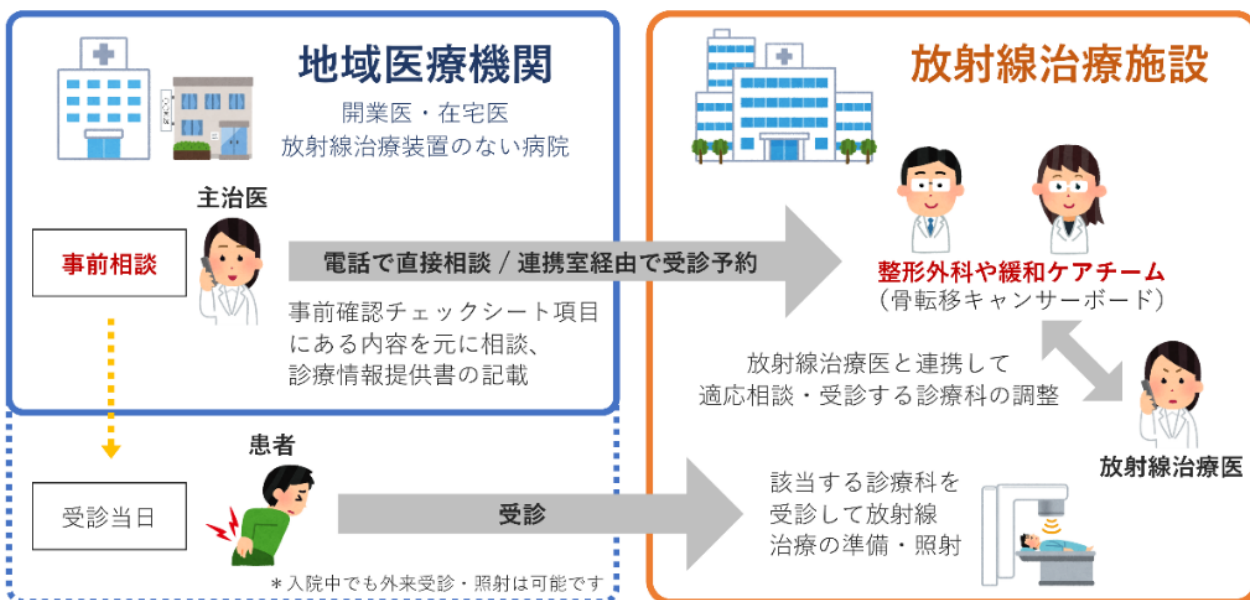 地域医療機関
開業医・在宅医
放射線治療装置のない病院
主治医
事前相談
電話で直接相談 / 連携室経由で受診予約
事前確認チェックシート項目
にある内容を元に相談、
診療情報提供書の記載
患者
受診当日
受診
＊入院中でも外来受診・照射は可能です
放射線治療施設
整形外科や緩和ケアチーム
（骨転移キャンサーボード）
放射線治療医と連携して
適応相談・受診する診療科の調整
放射線治療医
該当する診療科を
受診して放射線
治療の準備・照射